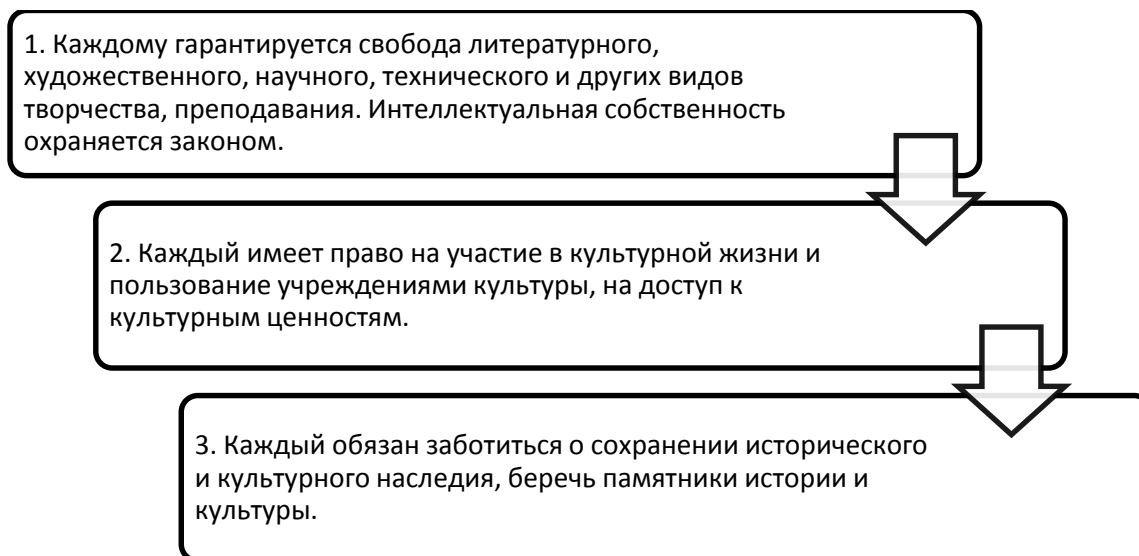 1. Каждому гарантируется свобода литературного,
художественного, научного, технического и других видов
творчества, преподавания. Интеллектуальная собственность
охраняется законом.
2. Каждый имеет право на участие в культурной жизни и
пользование учреждениями культуры, на доступ к
культурным ценностям.
3. Каждый обязан заботиться о сохранении исторического
и культурного наследия, беречь памятники истории и
культуры.